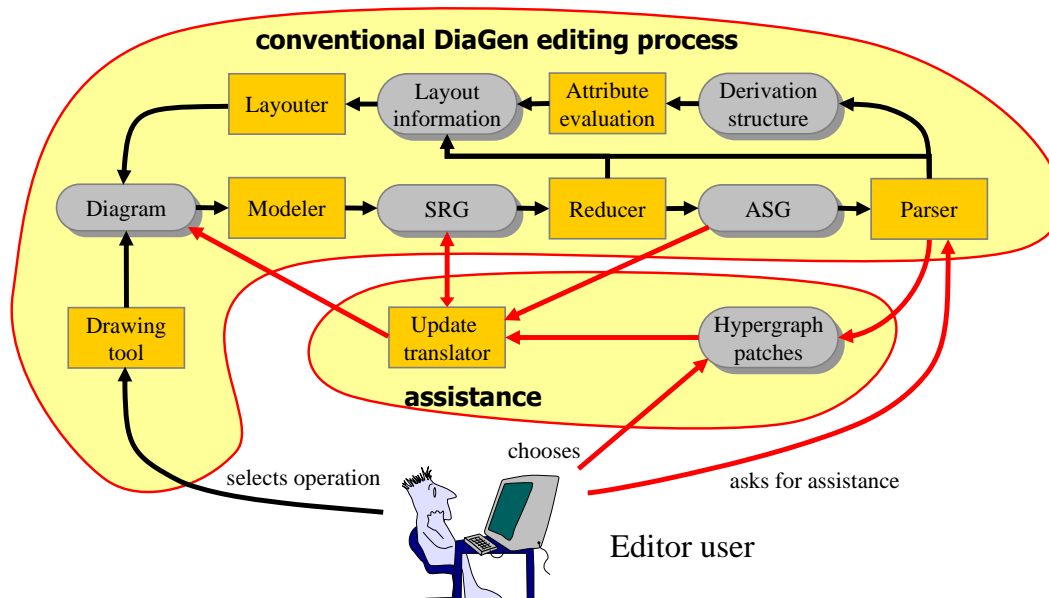 conventional DiaGen editing process
Layouter
Layout
information
Attribute
evaluation
Derivation
structure
Diagram
Modeler
SRG
Reducer
ASG
Parser
Drawing
tool
Update
translator
Hypergraph
patches
assistance
chooses
selects operation
asks for assistance
Editor user